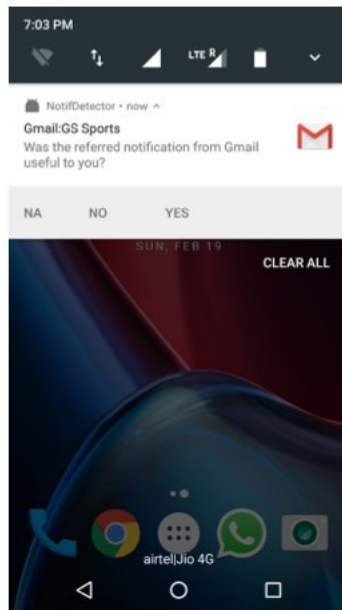 7:03 PM
LTE R
NotifDetector • now ^
Gmail:GS Sports
Was the referred notification from Gmail
useful to you?
NA NO YES
SUN, FEB 19
CLEAR ALL
airtel|Jio 4G